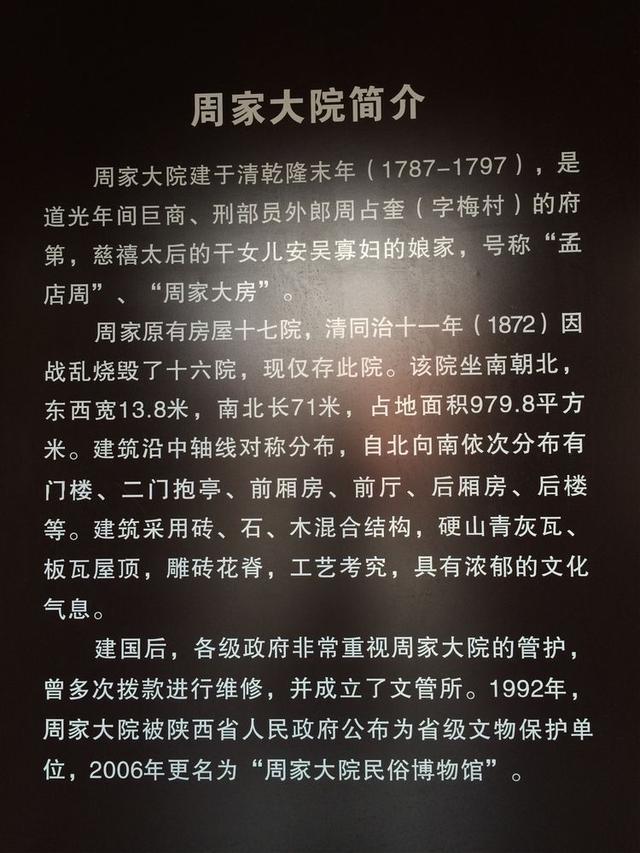 周家大院简介
周家大院建于清乾隆末年（1787-1797），是
道光年间巨商、刑部员外郎周占奎（字梅村）的府
第，慈禧太后的干女儿安吴寡妇的娘家，号称“孟
店周”、“周家大房”。
周家原有房屋十七院，清同治十一年（1872）因
战乱烧毁了十六院，现仅存此院。该院坐南朝北，
东西宽13.8米，南北长71米，占地面积979.8平方
米。建筑沿中轴线对称分布，自北向南依次分布有
门楼、二门抱亭、前厢房、前厅、后厢房、后楼
等。建筑采用砖、石、木混合结构，硬山青灰瓦、
板瓦屋顶，雕砖花脊，工艺考究，具有浓郁的文化
气息。
建国后，各级政府非常重视周家大院的管护，
曾多次拨款进行维修，并成立了文管所。1992年，
周家大院被陕西省人民政府公布为省级文物保护单
位，2006年更名为“周家大院民俗博物馆”。